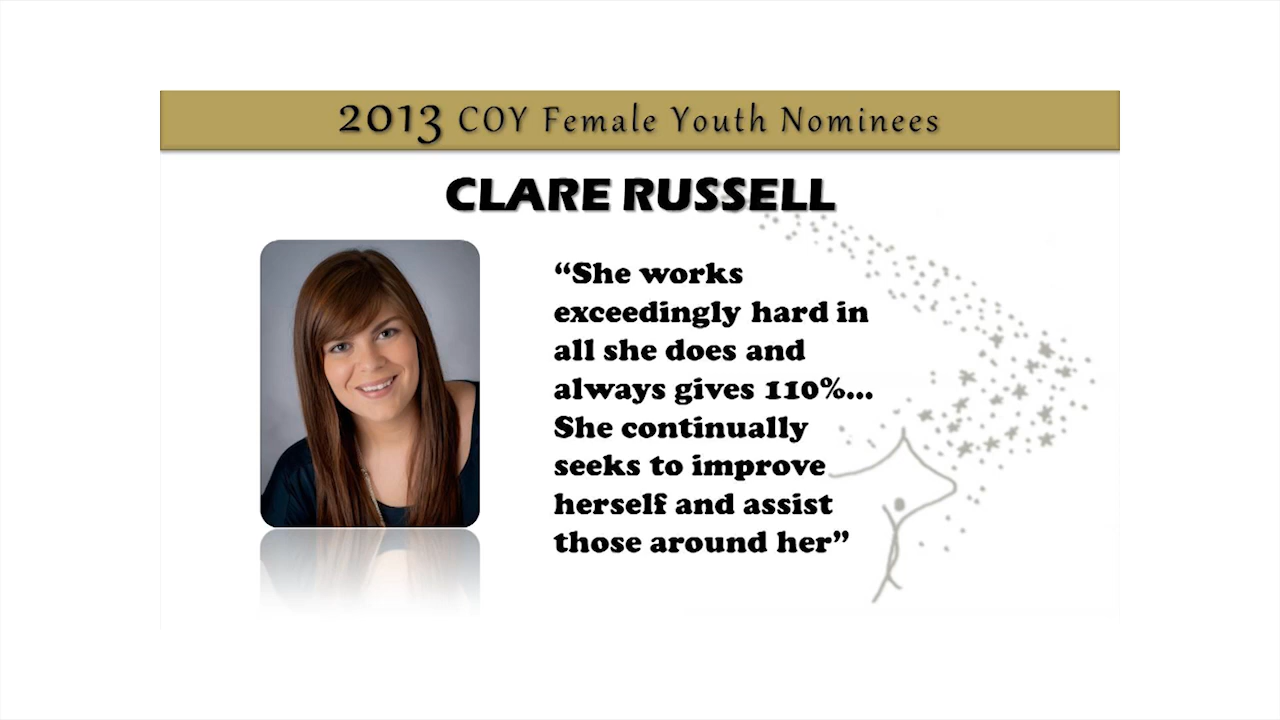 2013 COY Female Youth Nominees
CLARE RUSSELL
“She works
exceedingly hard in
all she does and
always gives 110%...
She continually
seeks to improve
herself and assist
those around her”